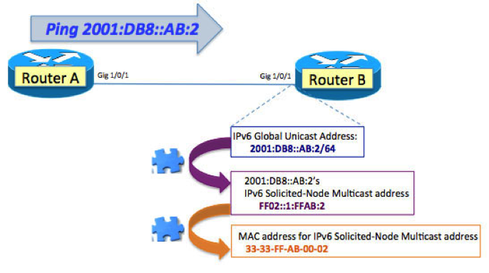 Ping 2001:DB8::AB:2
Router A
Gig 1/0/1
Gig 1/0/1
Router B
IPv6 Global Unicast Address:
2001:DB8::AB:2/64
2001:DB8::AB:2's
IPv6 Solicited-Node Multicast address
FF02::1:FFAB:2
MAC address for IPv6 Solicited-Node Multicast address
33-33-FF-AB-00-02